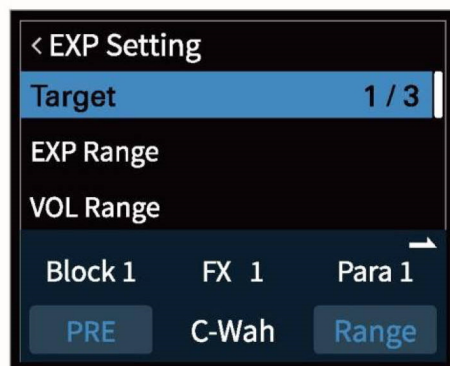 < EXP Setting
Target 1 / 3
EXP Range
VOL Range
Block 1 FX 1 Para 1
PRE C-Wah Range